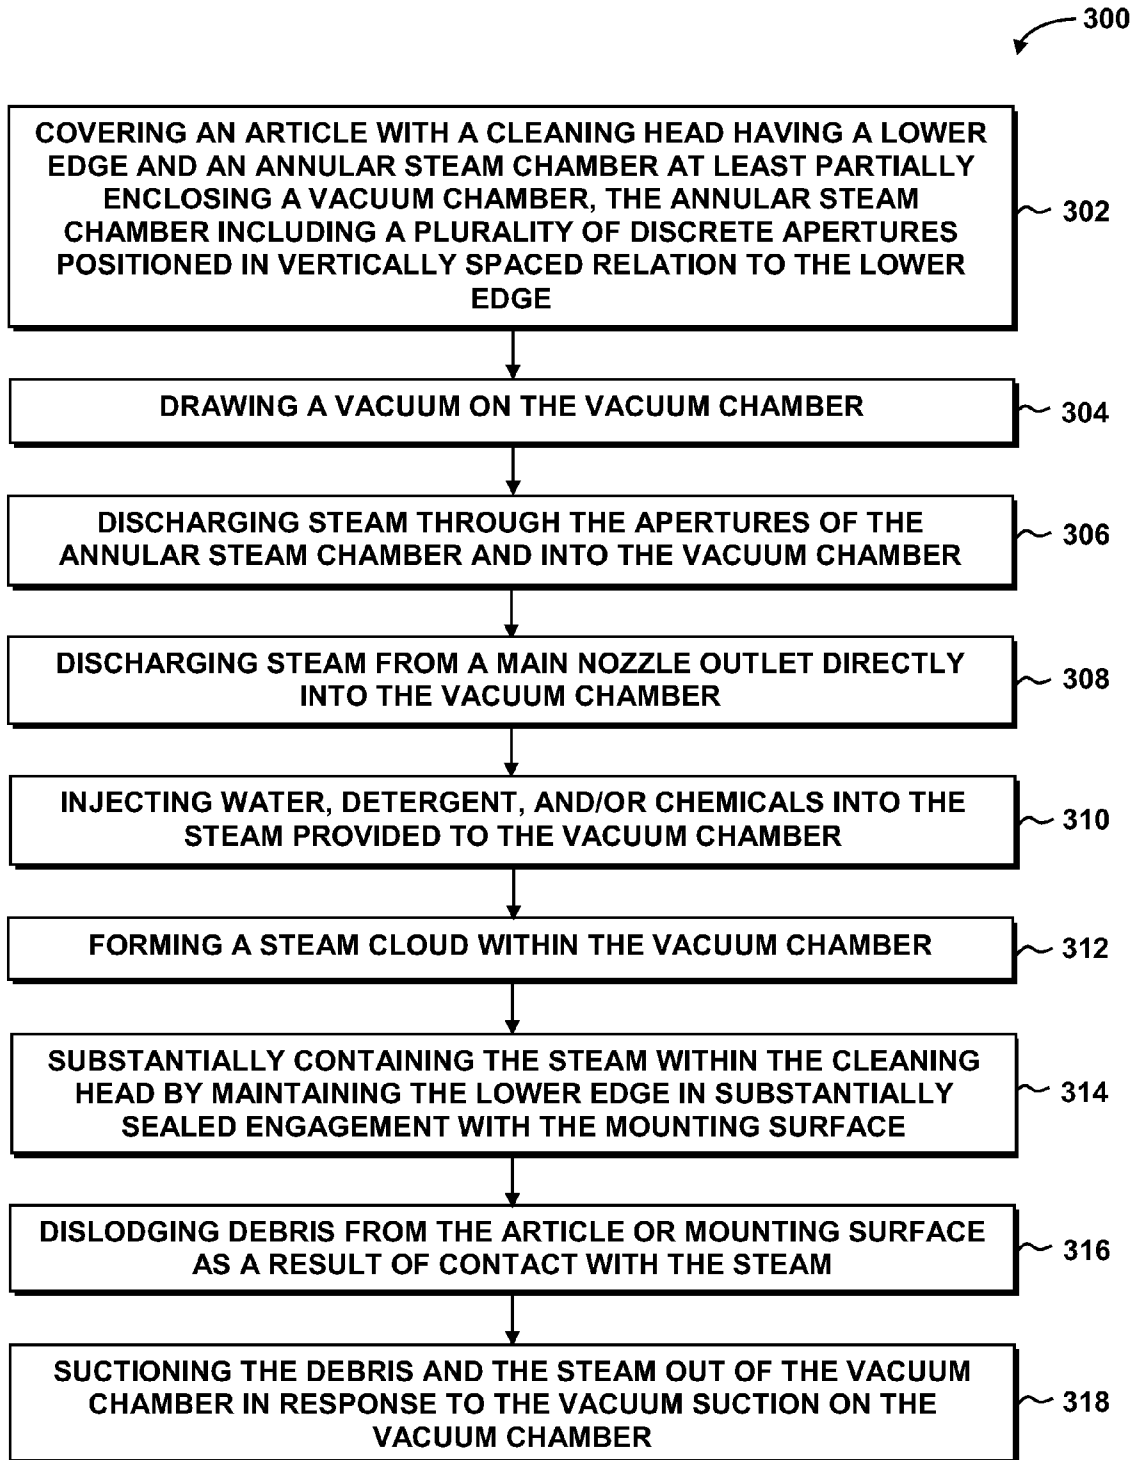 300
COVERING AN ARTICLE WITH A CLEANING HEAD HAVING A LOWER
EDGE AND AN ANNULAR STEAM CHAMBER AT LEAST PARTIALLY
ENCLOSING A VACUUM CHAMBER, THE ANNULAR STEAM
CHAMBER INCLUDING A PLURALITY OF DISCRETE APERTURES
POSITIONED IN VERTICALLY SPACED RELATION TO THE LOWER
EDGE
302
DRAWING A VACUUM ON THE VACUUM CHAMBER
304
DISCHARGING STEAM THROUGH THE APERTURES OF THE
ANNULAR STEAM CHAMBER AND INTO THE VACUUM CHAMBER
306
DISCHARGING STEAM FROM A MAIN NOZZLE OUTLET DIRECTLY
INTO THE VACUUM CHAMBER
308
INJECTING WATER, DETERGENT, AND/OR CHEMICALS INTO THE
STEAM PROVIDED TO THE VACUUM CHAMBER
310
FORMING A STEAM CLOUD WITHIN THE VACUUM CHAMBER
312
SUBSTANTIALLY CONTAINING THE STEAM WITHIN THE CLEANING
HEAD BY MAINTAINING THE LOWER EDGE IN SUBSTANTIALLY
SEALED ENGAGEMENT WITH THE MOUNTING SURFACE
314
DISLODGING DEBRIS FROM THE ARTICLE OR MOUNTING SURFACE
AS A RESULT OF CONTACT WITH THE STEAM
316
SUCTIONING THE DEBRIS AND THE STEAM OUT OF THE VACUUM
CHAMBER IN RESPONSE TO THE VACUUM SUCTION ON THE
VACUUM CHAMBER
318